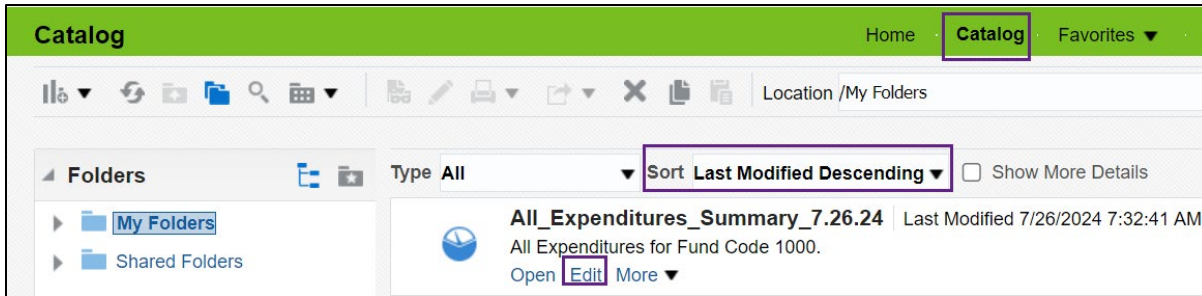 Catalog Home Catalog Favorites
Location /My Folders
Folders Type All Sort Last Modified Descending Show More Details
My Folders
Shared Folders
All_Expenditures_Summary_7.26.24 Last Modified 7/26/2024 7:32:41 AM
All Expenditures for Fund Code 1000.
Open Edit More